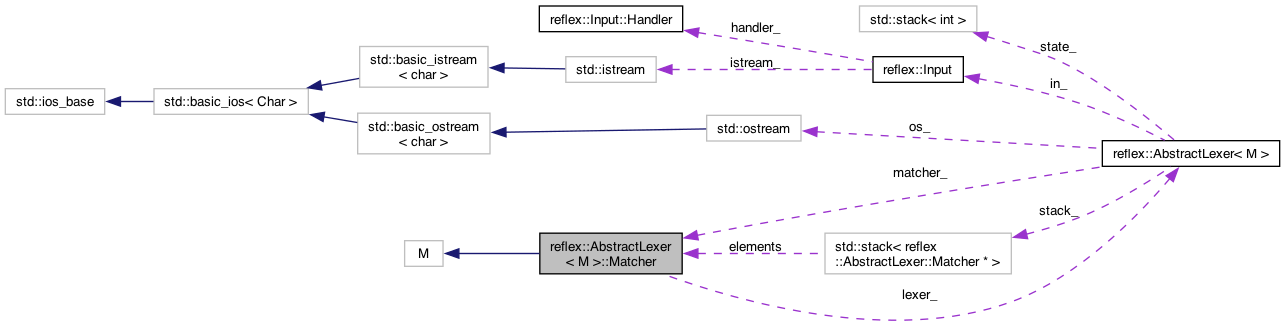 reflex::Input::Handler
std::stack< int >
handler_
state_
std::basic_istream
< char >
istream_
std::istream
reflex::Input
in_
std::ios_base
std::basic_ios< Char >
std::basic_ostream
< char >
std::ostream
os_
reflex::AbstractLexer< M >
matcher_
stack_
M
reflex::AbstractLexer
< M >::Matcher
elements
std::stack< reflex
::AbstractLexer::Matcher * >
lexer_